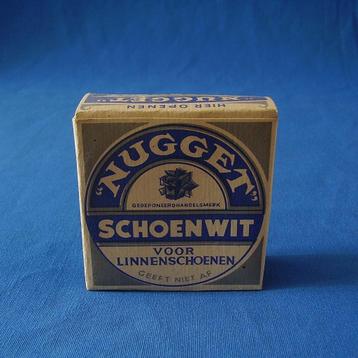 HIER OPENEN
"NUGGET"
"NUGGET"
GEDEPONEERD HANDELSMERK
SCHOENWIT
VOOR
LINNENSCHOENEN
GEEFT NIET AF